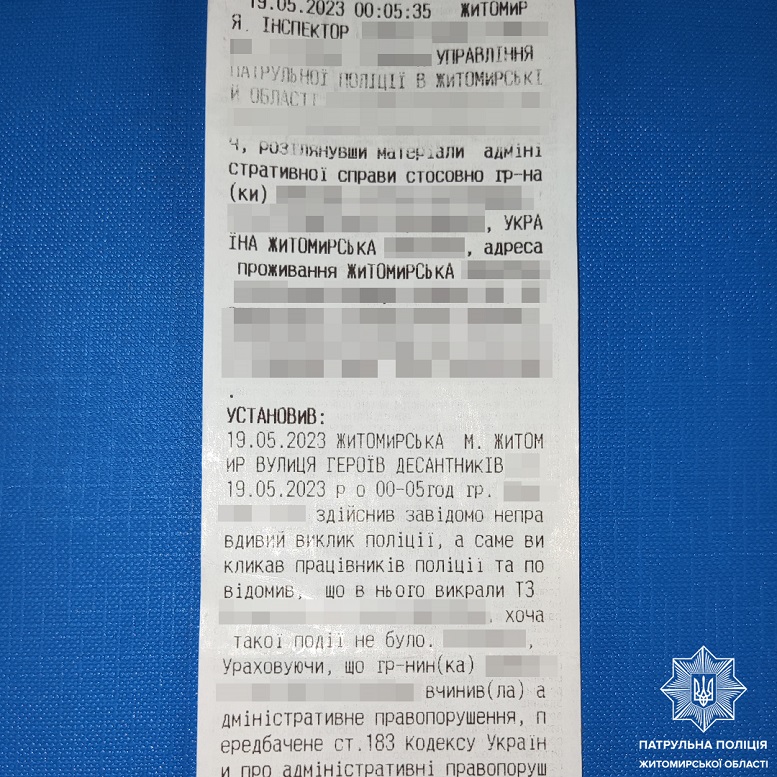 19.05.2023 00:05:35 ЖИТОМИР
Я, ІНСПЕКТОР
УПРАВЛІННЯ
ПАТРУЛЬНОЇ ПОЛІЦІЇ В ЖИТОМИРСЬКІ
Й ОБЛАСТІ
Ч, розглянувши матеріали адміні
стративної справи стосовно гр-на
(ки)
, УКРА
ЇНА ЖИТОМИРСЬКА , адреса
проживання ЖИТОМИРСЬКА
.
УСТАНОВИВ:
19.05.2023 ЖИТОМИРСЬКА м. ЖИТОМ
ИР ВУЛИЦЯ ГЕРОЇВ ДЕСАНТНИКІВ
19.05.2023 р о 00-05год гр.
здійснив завідомо непра
вдивий виклик поліції, а саме ви
кликав працівників поліції та по
відомив, що в нього викрали ТЗ
, хоча
такої події не було. ,
Ураховуючи, що гр-нин(ка)
вчинив(ла) а
дміністративне правопорушення, п
ередбачене ст.183 Кодексу Україн
и про адміністративні правопоруш
ПАТРУЛЬНА ПОЛІЦІЯ
ЖИТОМИРСЬКОЇ ОБЛАСТІ